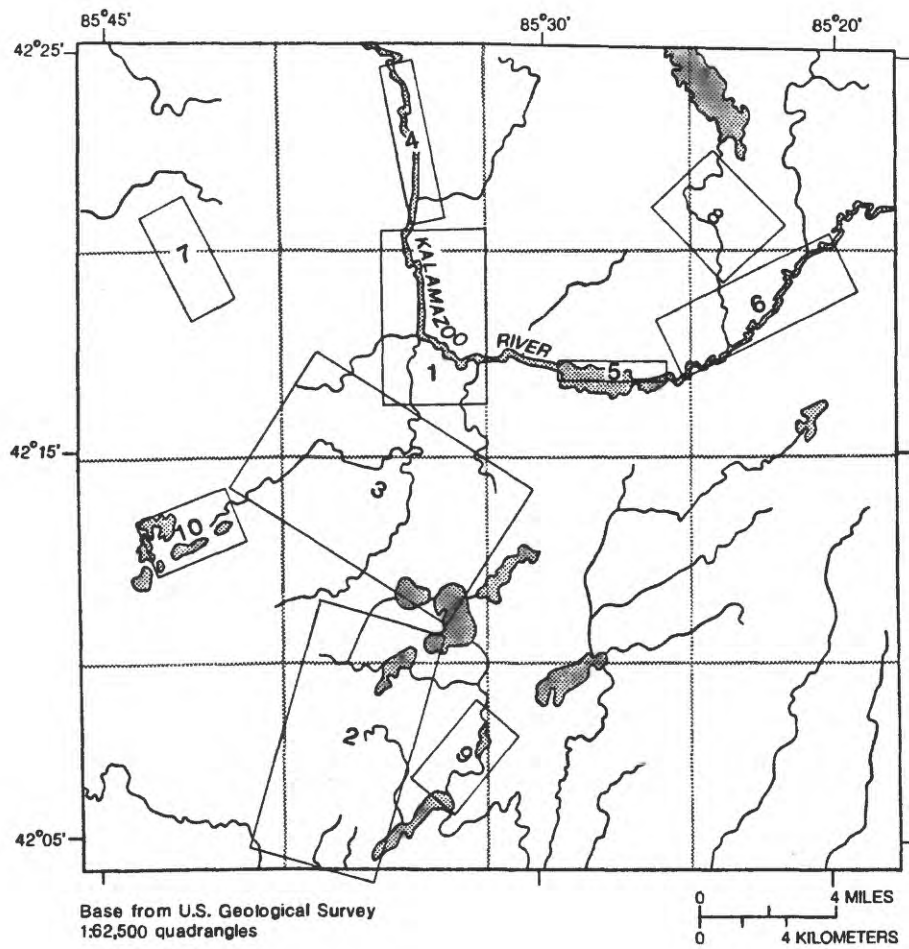 85°45'
85°30'
85°20'
42°25'
4
8
7
KALAMAZOO
RIVER
6
1
5
42°15'
3
10
2
9
42°05'
Base from U.S. Geological Survey
1:62,500 quadrangles
0 4 MILES
0 4 KILOMETERS